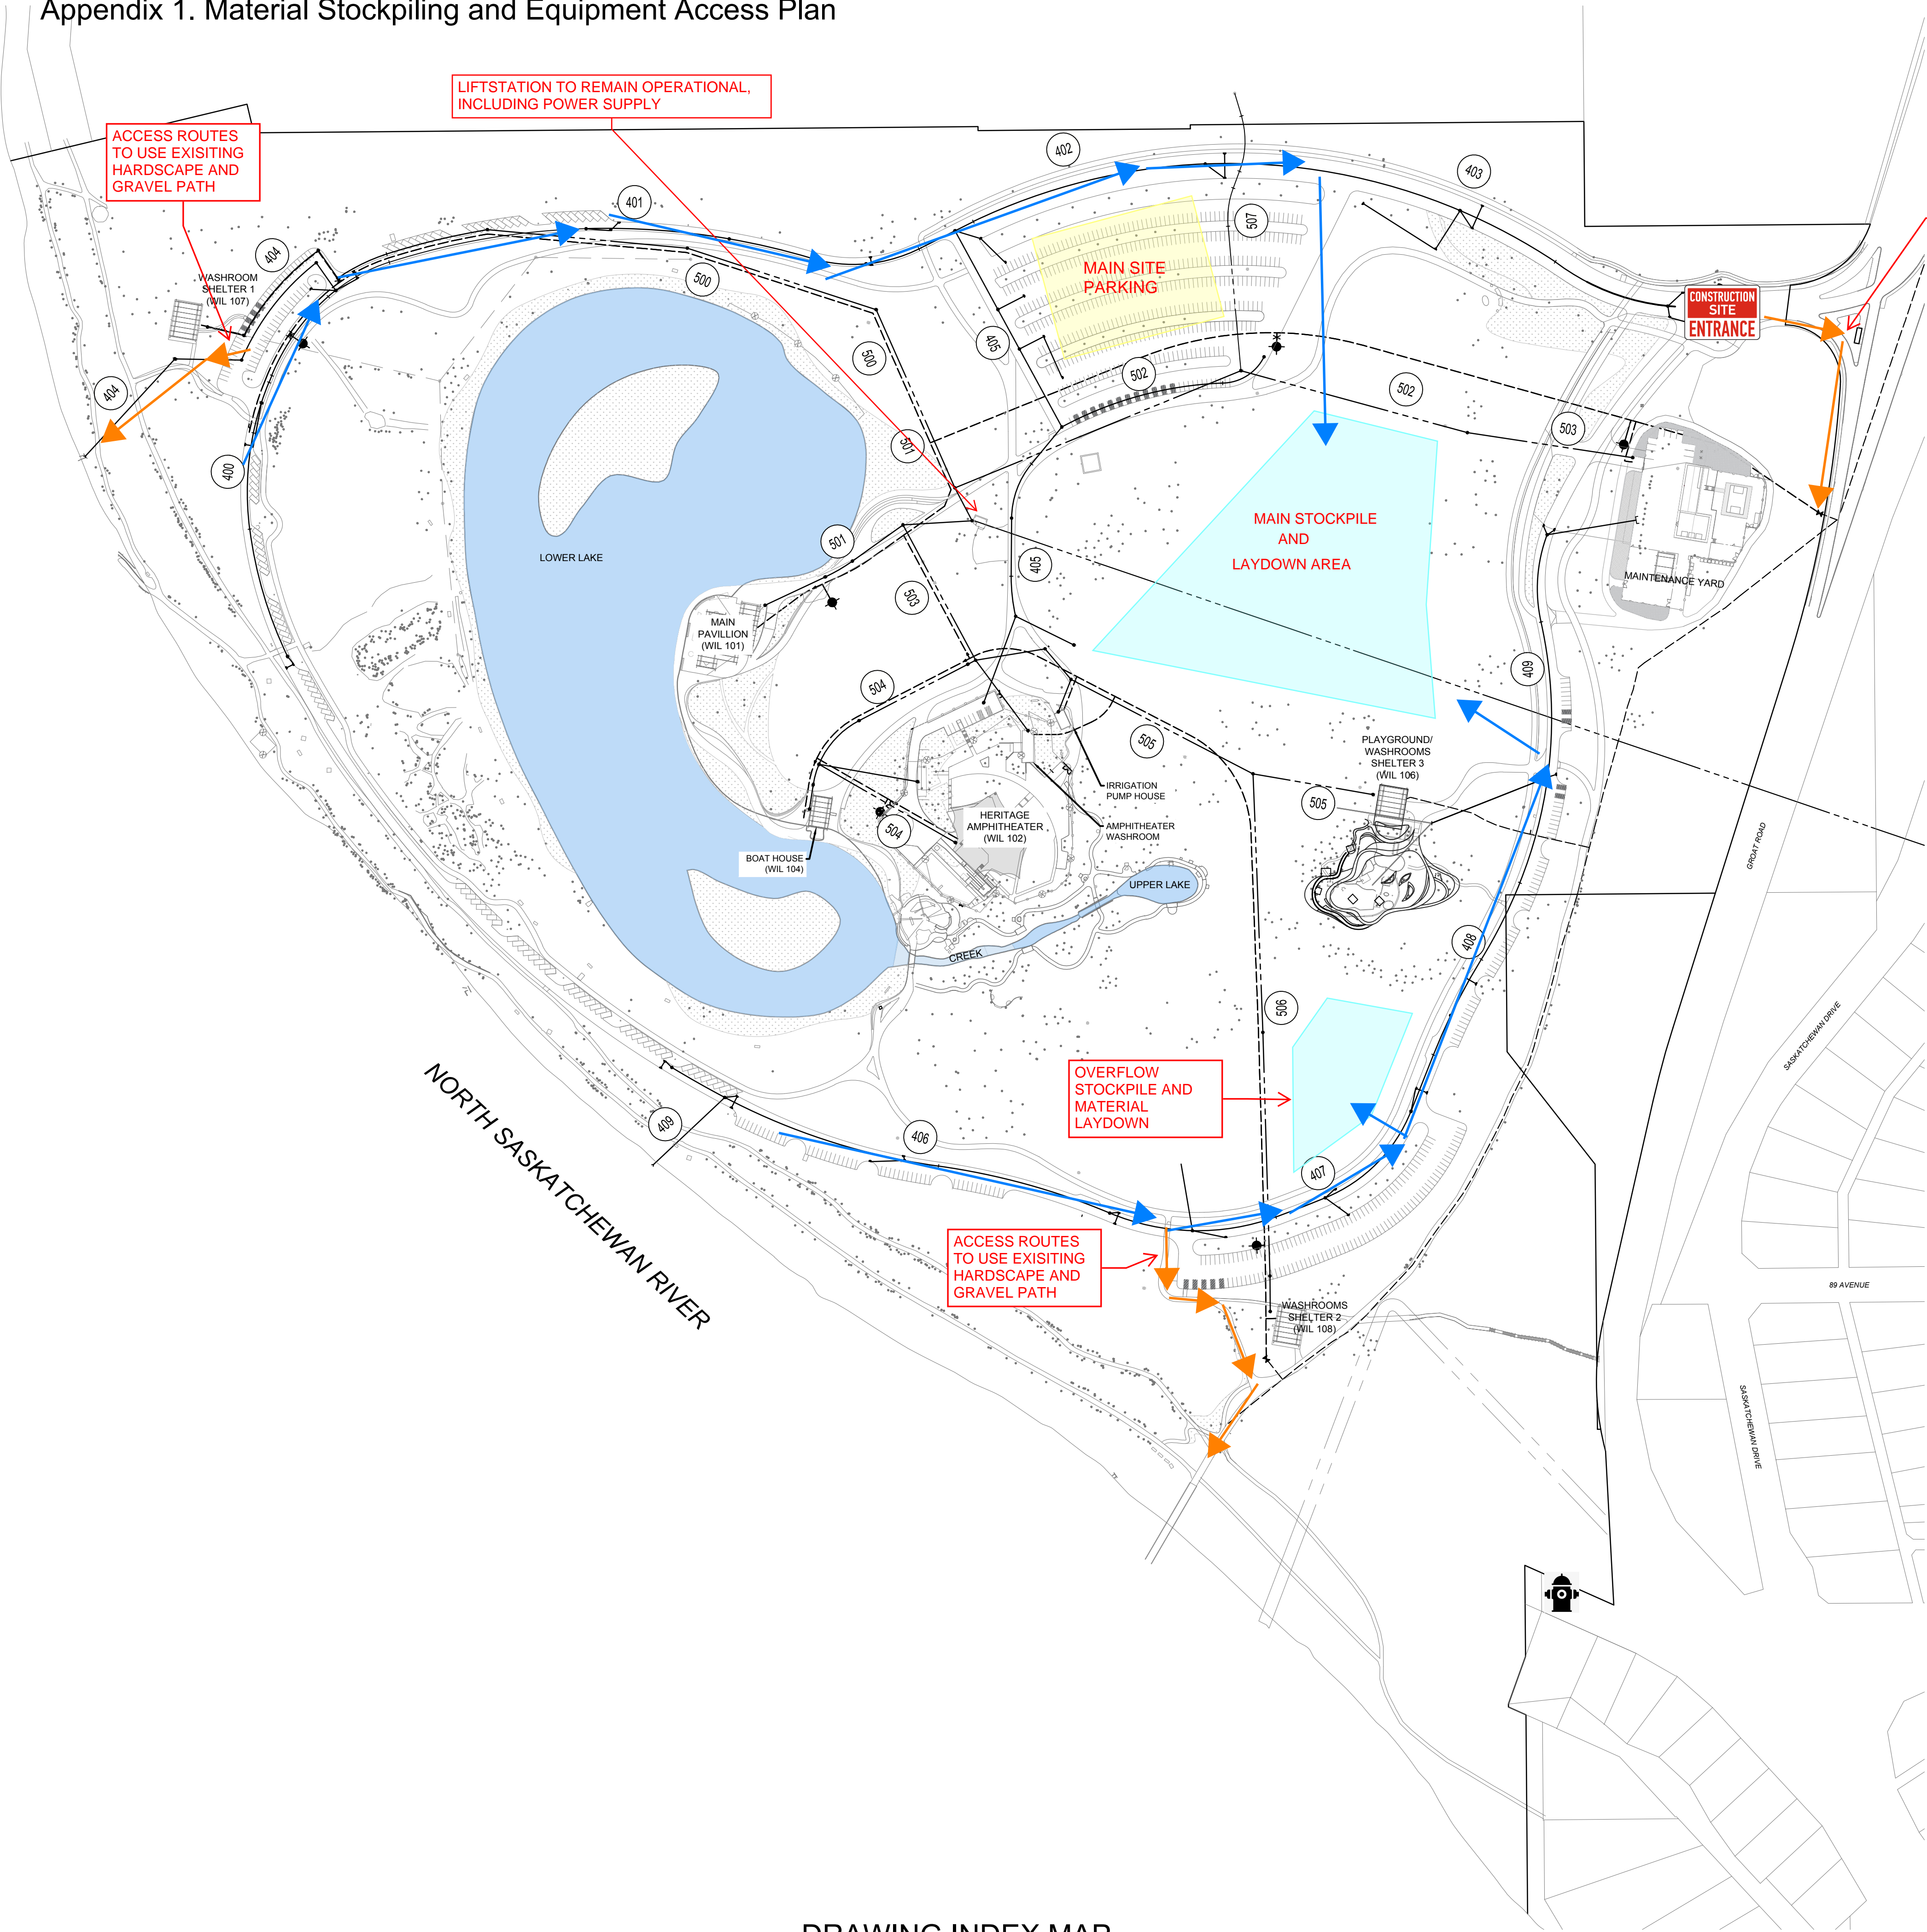 Appendix 1. Material Stockpiling and Equipment Access Plan
LIFTSTATION TO REMAIN OPERATIONAL,
INCLUDING POWER SUPPLY
ACCESS ROUTES
TO USE EXISITING
HARDSCAPE AND
GRAVEL PATH
402
403
401
404
WASHROOM
SHELTER 1
(WIL 107)
507
500
MAIN SITE
PARKING
CONSTRUCTION
SITE
ENTRANCE
405
500
502
502
404
503
501
400
MAIN STOCKPILE
AND
LAYDOWN AREA
LOWER LAKE
501
405
MAINTENANCE YARD
503
MAIN
PAVILLION
(WIL 101)
409
504
505
PLAYGROUND/
WASHROOMS
SHELTER 3
(WIL 106)
IRRIGATION
PUMP HOUSE
505
HERITAGE
AMPHITHEATER
(WIL 102)
504
AMPHITHEATER
WASHROOM
GROAT ROAD
BOAT HOUSE
(WIL 104)
UPPER LAKE
408
CREEK
506
SASKATCHEWAN DRIVE
OVERFLOW
STOCKPILE AND
MATERIAL
LAYDOWN
NORTH SASKATCHEWAN RIVER
409
406
407
ACCESS ROUTES
TO USE EXISITING
HARDSCAPE AND
GRAVEL PATH
89 AVENUE
WASHROOMS
SHELTER 2
(WIL 108)
SASKATCHEWAN DRIVE
DRAWING INDEX MAP